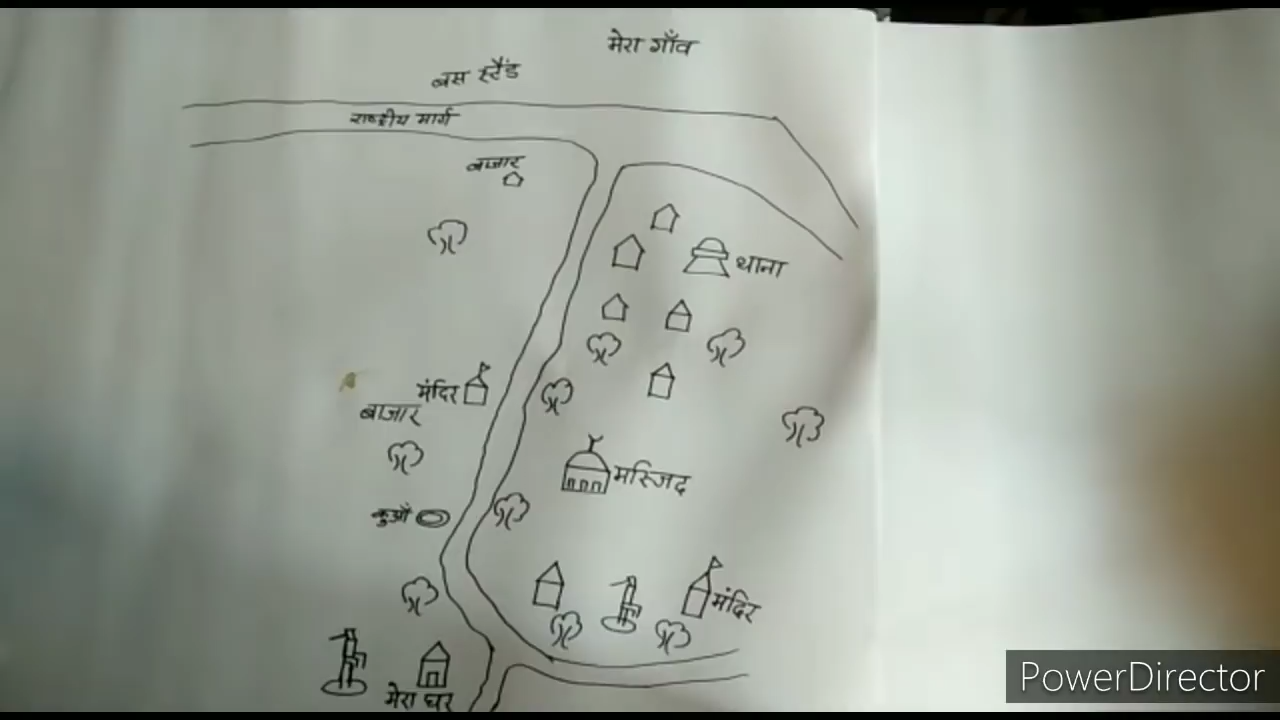 मेरा गाँव
बस स्टैंड
राष्ट्रीय मार्ग
बाजार
थाना
मंदिर
बाजार
मस्जिद
कुआँ
मंदिर
मेरा घर
PowerDirector